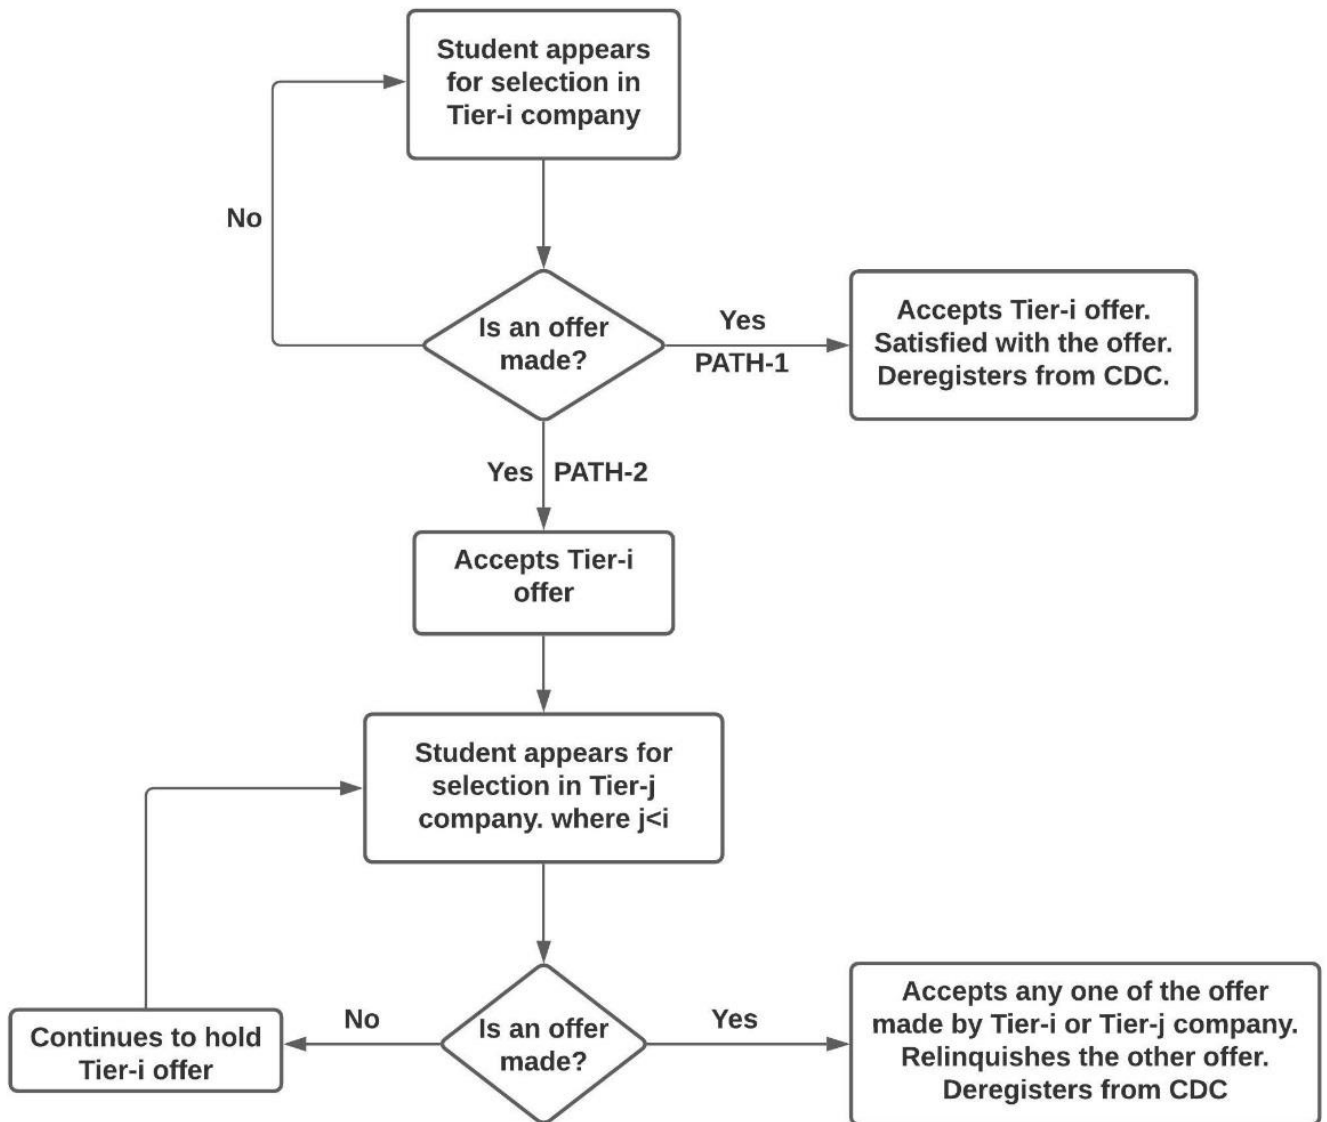 Student appears
for selection in
Tier-i company
No
Is an offer
made?
Yes
PATH-1
Accepts Tier-i offer.
Satisfied with the offer.
Deregisters from CDC.
Yes PATH-2
Accepts Tier-i
offer
Student appears for
selection in Tier-j
company. where j<i
Is an offer
made?
No
Continues to hold
Tier-i offer
Yes
Accepts any one of the offer
made by Tier-i or Tier-j company.
Relinquishes the other offer.
Deregisters from CDC